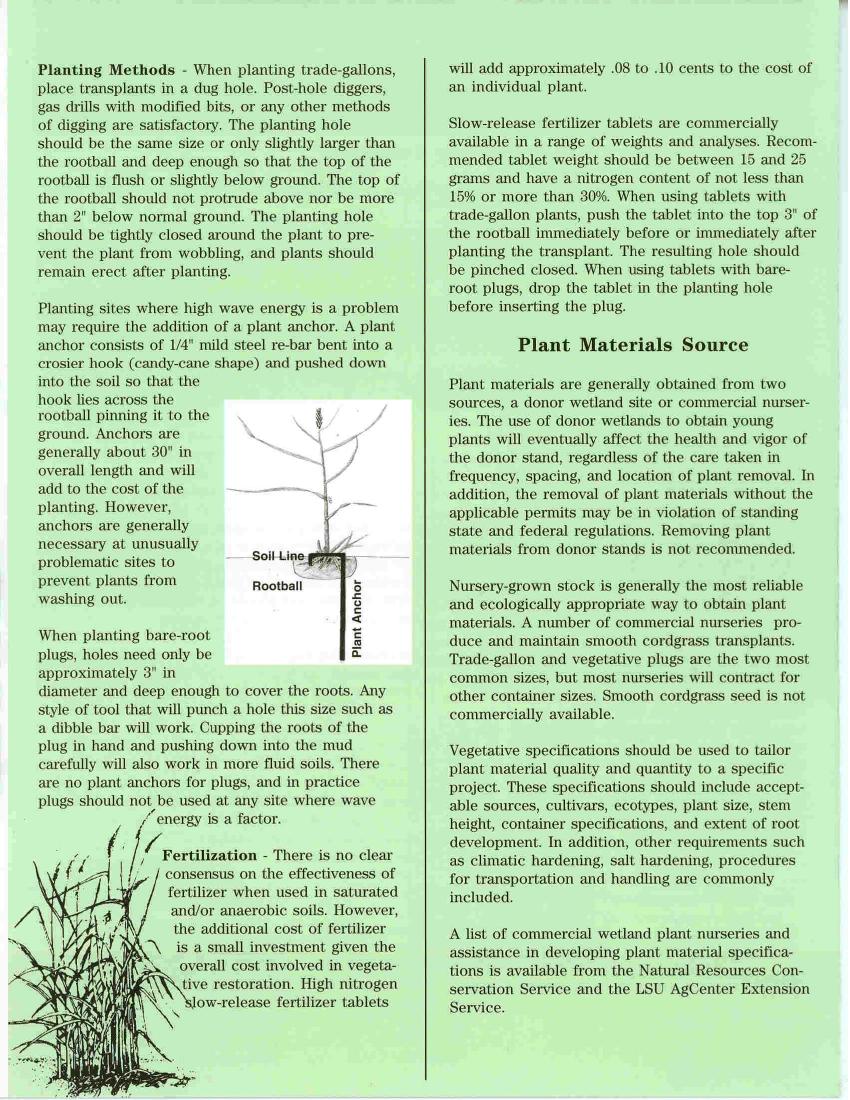 Planting Methods - When planting trade-gallons,
place transplants in a dug hole. Post-hole diggers,
gas drills with modified bits, or any other methods
of digging are satisfactory. The planting hole
should be the same size or only slightly larger than
the rootball and deep enough so that the top of the
rootball is flush or slightly below ground. The top of
the rootball should not protrude above nor be more
than 2" below normal ground. The planting hole
should be tightly closed around the plant to pre-
vent the plant from wobbling, and plants should
remain erect after planting.
Planting sites where high wave energy is a problem
may require the addition of a plant anchor. A plant
anchor consists of 1/4" mild steel re-bar bent into a
crosier hook (candy-cane shape) and pushed down
into the soil so that the
hook lies across the
rootball pinning it to the
ground. Anchors are
generally about 30" in
overall length and will
add to the cost of the
planting. However,
anchors are generally
necessary at unusually
problematic sites to
prevent plants from
washing out.
Soil Line
Rootball
Plant Anchor
When planting bare-root
plugs, holes need only be
approximately 3" in
diameter and deep enough to cover the roots. Any
style of tool that will punch a hole this size such as
a dibble bar will work. Cupping the roots of the
plug in hand and pushing down into the mud
carefully will also work in more fluid soils. There
are no plant anchors for plugs, and in practice
plugs should not be used at any site where wave
energy is a factor.
Fertilization - There is no clear
consensus on the effectiveness of
fertilizer when used in saturated
and/or anaerobic soils. However,
the additional cost of fertilizer
is a small investment given the
overall cost involved in vegeta-
tive restoration. High nitrogen
slow-release fertilizer tablets
will add approximately .08 to .10 cents to the cost of
an individual plant.
Slow-release fertilizer tablets are commercially
available in a range of weights and analyses. Recom-
mended tablet weight should be between 15 and 25
grams and have a nitrogen content of not less than
15% or more than 30%. When using tablets with
trade-gallon plants, push the tablet into the top 3" of
the rootball immediately before or immediately after
planting the transplant. The resulting hole should
be pinched closed. When using tablets with bare-
root plugs, drop the tablet in the planting hole
before inserting the plug.
Plant Materials Source
Plant materials are generally obtained from two
sources, a donor wetland site or commercial nurser-
ies. The use of donor wetlands to obtain young
plants will eventually affect the health and vigor of
the donor stand, regardless of the care taken in
frequency, spacing, and location of plant removal. In
addition, the removal of plant materials without the
applicable permits may be in violation of standing
state and federal regulations. Removing plant
materials from donor stands is not recommended.
Nursery-grown stock is generally the most reliable
and ecologically appropriate way to obtain plant
materials. A number of commercial nurseries pro-
duce and maintain smooth cordgrass transplants.
Trade-gallon and vegetative plugs are the two most
common sizes, but most nurseries will contract for
other container sizes. Smooth cordgrass seed is not
commercially available.
Vegetative specifications should be used to tailor
plant material quality and quantity to a specific
project. These specifications should include accept-
able sources, cultivars, ecotypes, plant size, stem
height, container specifications, and extent of root
development. In addition, other requirements such
as climatic hardening, salt hardening, procedures
for transportation and handling are commonly
included.
A list of commercial wetland plant nurseries and
assistance in developing plant material specifica-
tions is available from the Natural Resources Con-
servation Service and the LSU AgCenter Extension
Service.